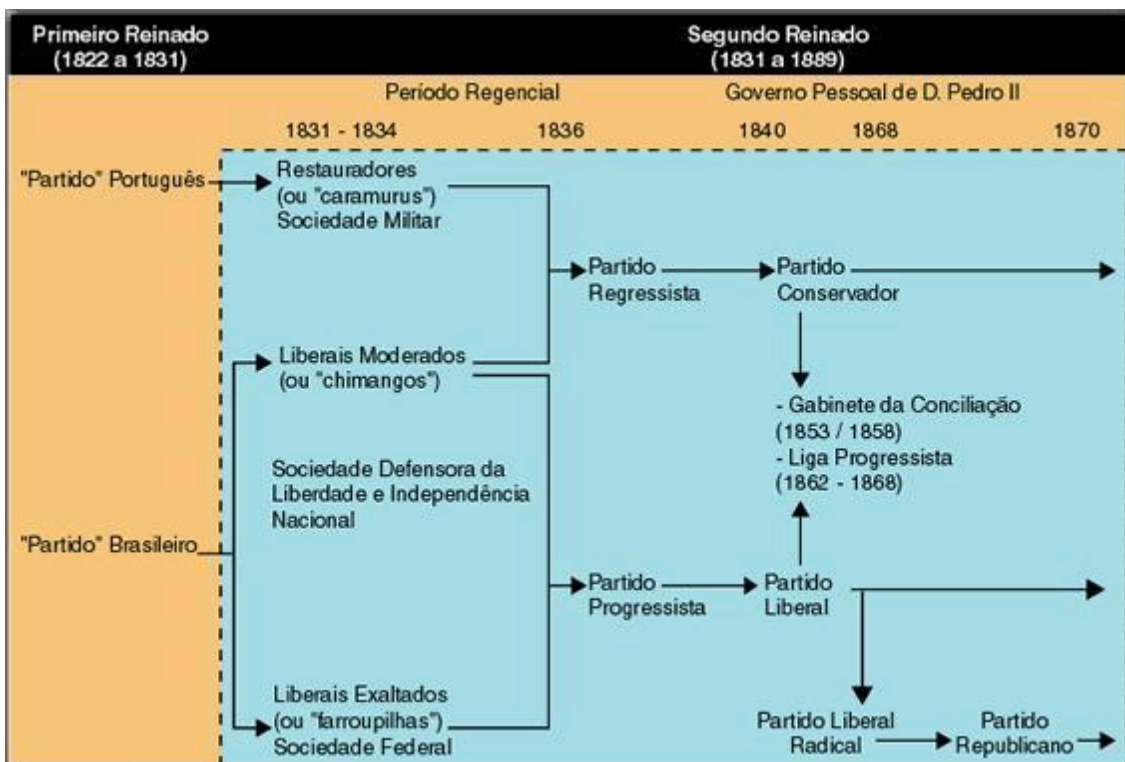 Primeiro Reinado
(1822 a 1831)
Segundo Reinado
(1831 a 1889)
Período Regencial
Governo Pessoal de D. Pedro II
1831 - 1834
1836
1840
1868
1870
"Partido" Português
Restauradores
(ou "caramurus")
Sociedade Militar
Partido
Regressista
Partido
Conservador
Liberais Moderados
(ou "chimangos")
- Gabinete da Conciliação
(1853 / 1858)
- Liga Progressista
(1862 - 1868)
Sociedade Defensora da
Liberdade e Independência
Nacional
"Partido" Brasileiro
Partido
Progressista
Partido
Liberal
Liberais Exaltados
(ou "farroupilhas")
Sociedade Federal
Partido Liberal
Radical
Partido
Republicano